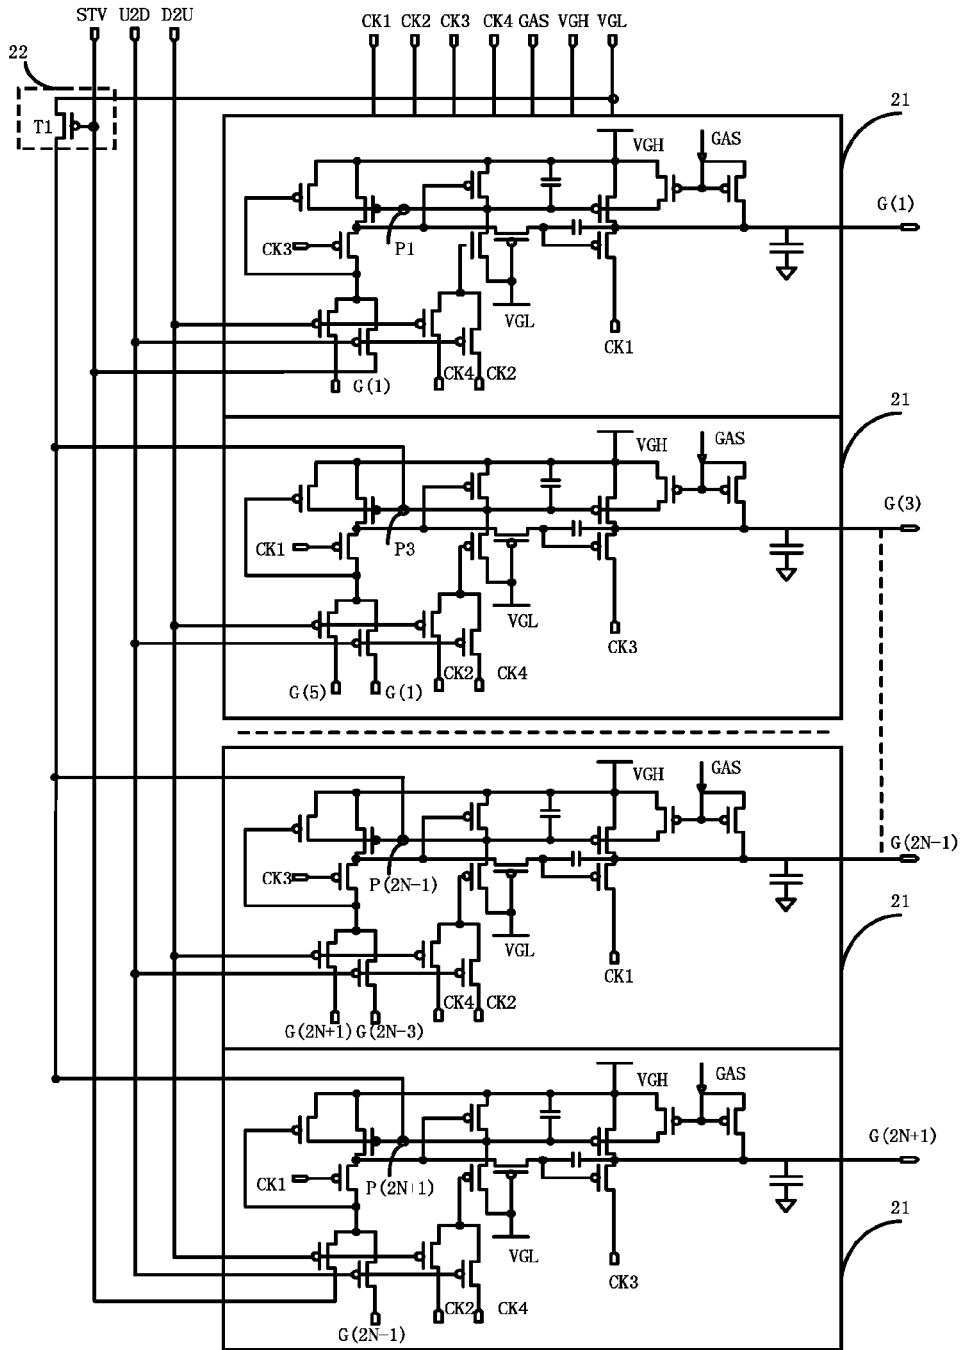 STV U2D D2U
CK1 CK2 CK3 CK4 GAS VGH VGL
22
T1
21
VGH
GAS
G(1)
CK3
P1
VGL
CK1
G(1)
CK4 CK2
21
VGH
GAS
G(3)
CK1
P3
VGL
CK3
G(5) G(1)
CK2 CK4
VGH
GAS
G(2N-1)
CK3
P(2N-1)
21
VGL
CK1
CK4 CK2
G(2N+1) G(2N-3)
VGH
GAS
G(2N+1)
CK1
P(2N+1)
21
VGL
CK3
CK2 CK4
G(2N-1)